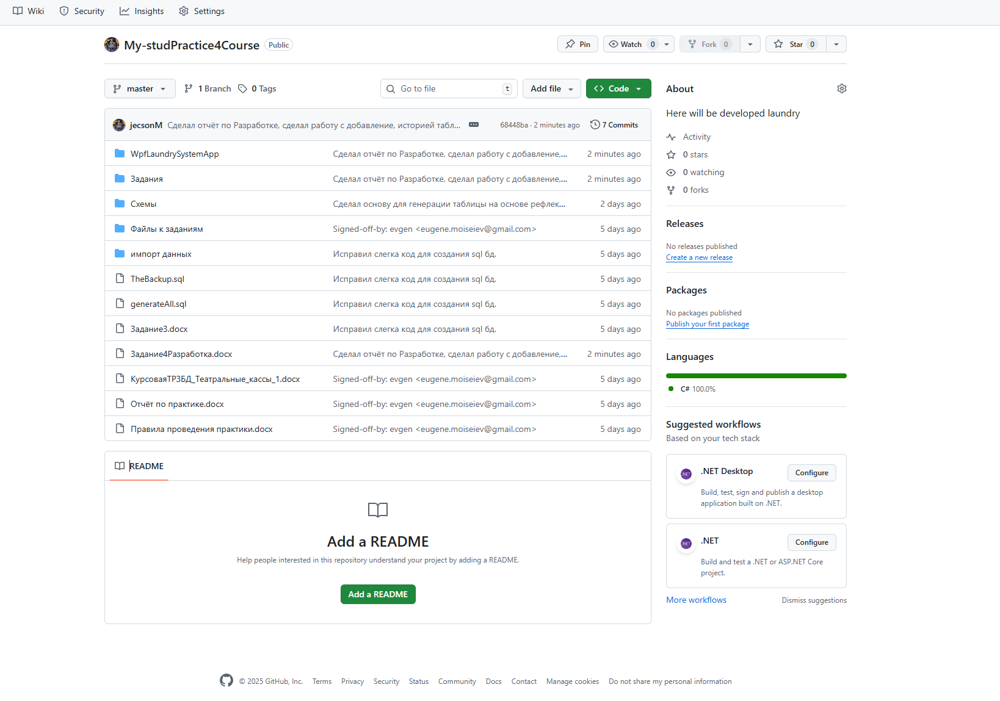 Wiki Security Insights Settings
My-studPractice4Course Public Pin Watch 0 Fork 0 Star 0
master 1 Branch 0 Tags Go to file t Add file Code
jecsonM Сделал отчёт по Разработке, сделал работу с добавление, историей табл... 68448ba · 2 minutes ago 7 Commits
WpfLaundrySystemApp Сделал отчёт по Разработке, сделал работу с добавление,... 2 minutes ago
Задания Сделал отчёт по Разработке, сделал работу с добавление,... 2 minutes ago
Схемы Сделал основу для генерации таблицы на основе рефлек... 2 days ago
Файлы к заданиям Signed-off-by: evgen <eugene.moiseiev@gmail.com> 5 days ago
импорт данных Исправил слегка код для создания sql бд. 5 days ago
TheBackup.sql Исправил слегка код для создания sql бд. 5 days ago
generateAll.sql Исправил слегка код для создания sql бд. 5 days ago
Задание3.docx Исправил слегка код для создания sql бд. 5 days ago
Задание4Разработка.docx Сделал отчёт по Разработке, сделал работу с добавление,... 2 minutes ago
КурсоваяТРЗБД_Театральные_кассы_1.docx Signed-off-by: evgen <eugene.moiseiev@gmail.com> 5 days ago
Отчёт по практике.docx Signed-off-by: evgen <eugene.moiseiev@gmail.com> 5 days ago
Правила проведения практики.docx Signed-off-by: evgen <eugene.moiseiev@gmail.com> 5 days ago
README
Add a README
Help people interested in this repository understand your project by adding a README.
Add a README
About
Here will be developed laundry
Activity
0 stars
0 watching
0 forks
Releases
No releases published
Create a new release
Packages
No packages published
Publish your first package
Languages
C# 100.0%
Suggested workflows
Based on your tech stack
.NET .NET Desktop Configure
Build, test, sign and publish a desktop
application built on .NET.
.NET .NET Configure
Build and test a .NET or ASP.NET Core
project.
More workflows Dismiss suggestions
© 2025 GitHub, Inc. Terms Privacy Security Status Community Docs Contact Manage cookies Do not share my personal information